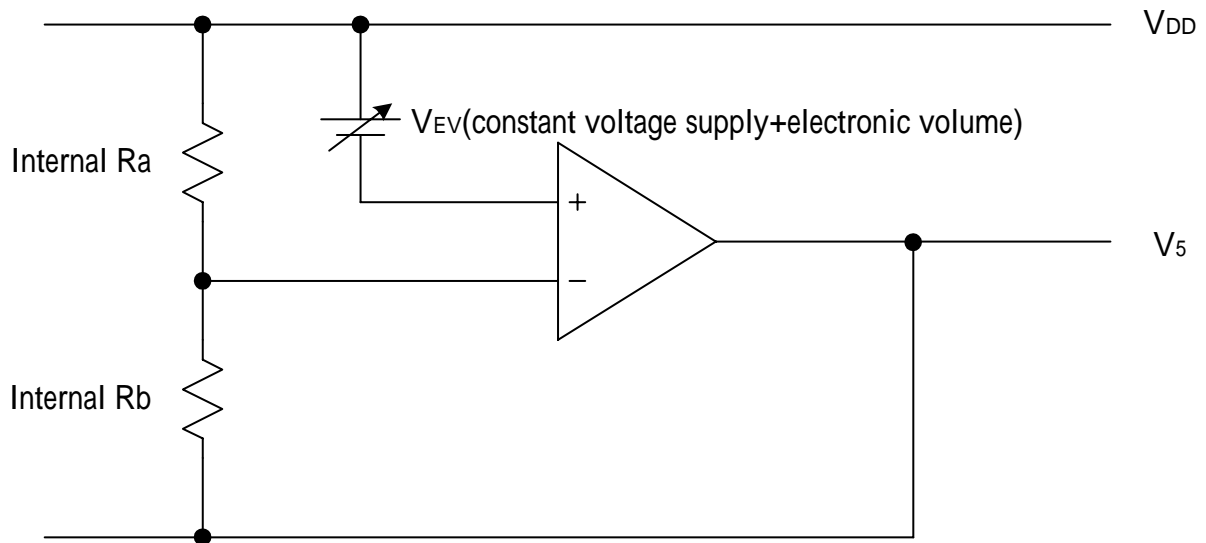 VDD
VEV(constant voltage supply+electronic volume)
Internal Ra
+
V5
−
Internal Rb